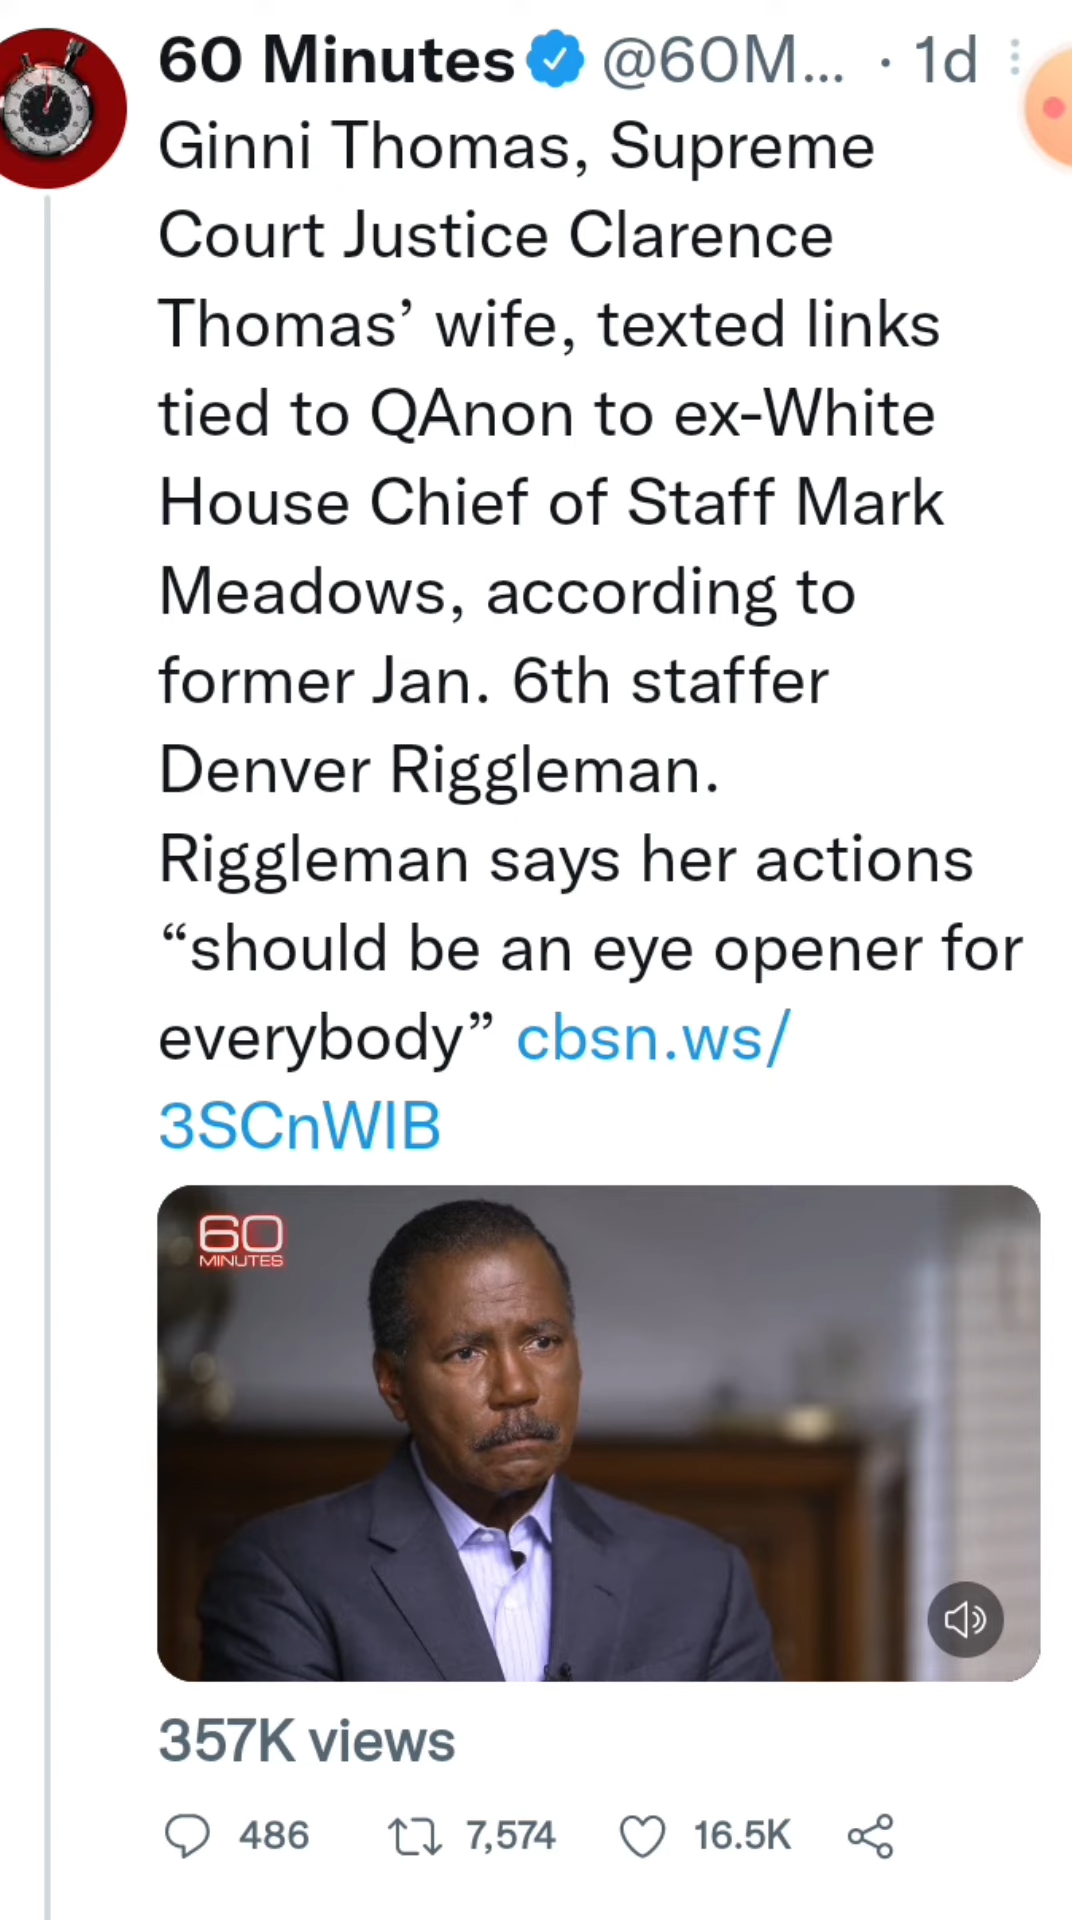 60 Minutes @60M... · 1d
Ginni Thomas, Supreme
Court Justice Clarence
Thomas’ wife, texted links
tied to QAnon to ex-White
House Chief of Staff Mark
Meadows, according to
former Jan. 6th staffer
Denver Riggleman.
Riggleman says her actions
“should be an eye opener for
everybody” cbsn.ws/
3SCnWIB
60
MINUTES
357K views
486 7,574 16.5K